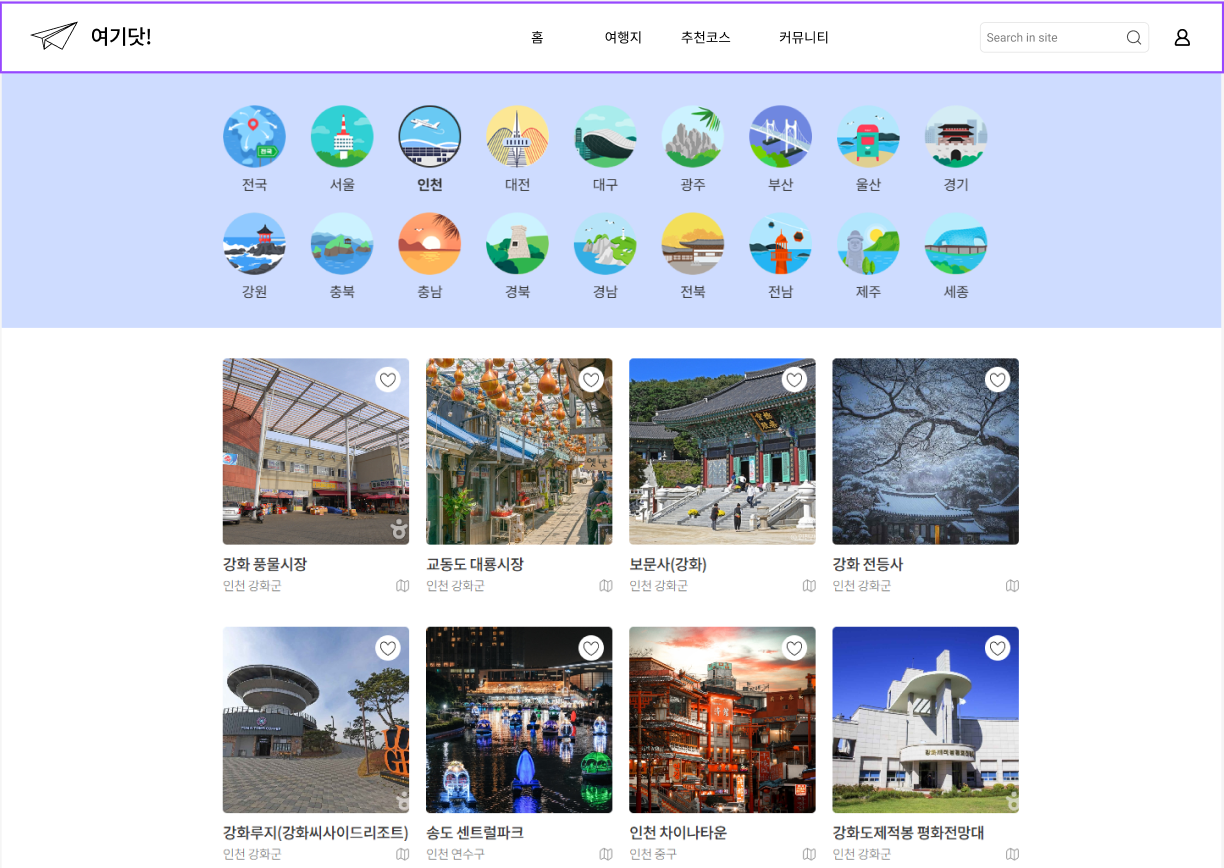 여기닷!
홈 여행지 추천코스 커뮤니티
Search in site
전국 서울 인천 대전 대구 광주 부산 울산 경기
강원 충북 충남 경북 경남 전북 전남 제주 세종
강화 풍물시장 교동도 대룡시장 보문사(강화) 강화 전등사
인천 강화군 인천 강화군 인천 강화군 인천 강화군
강화루지(강화씨사이드리조트) 송도 센트럴파크 인천 차이나타운 강화도제적봉 평화전망대
인천 강화군 인천 연수구 인천 중구 인천 강화군